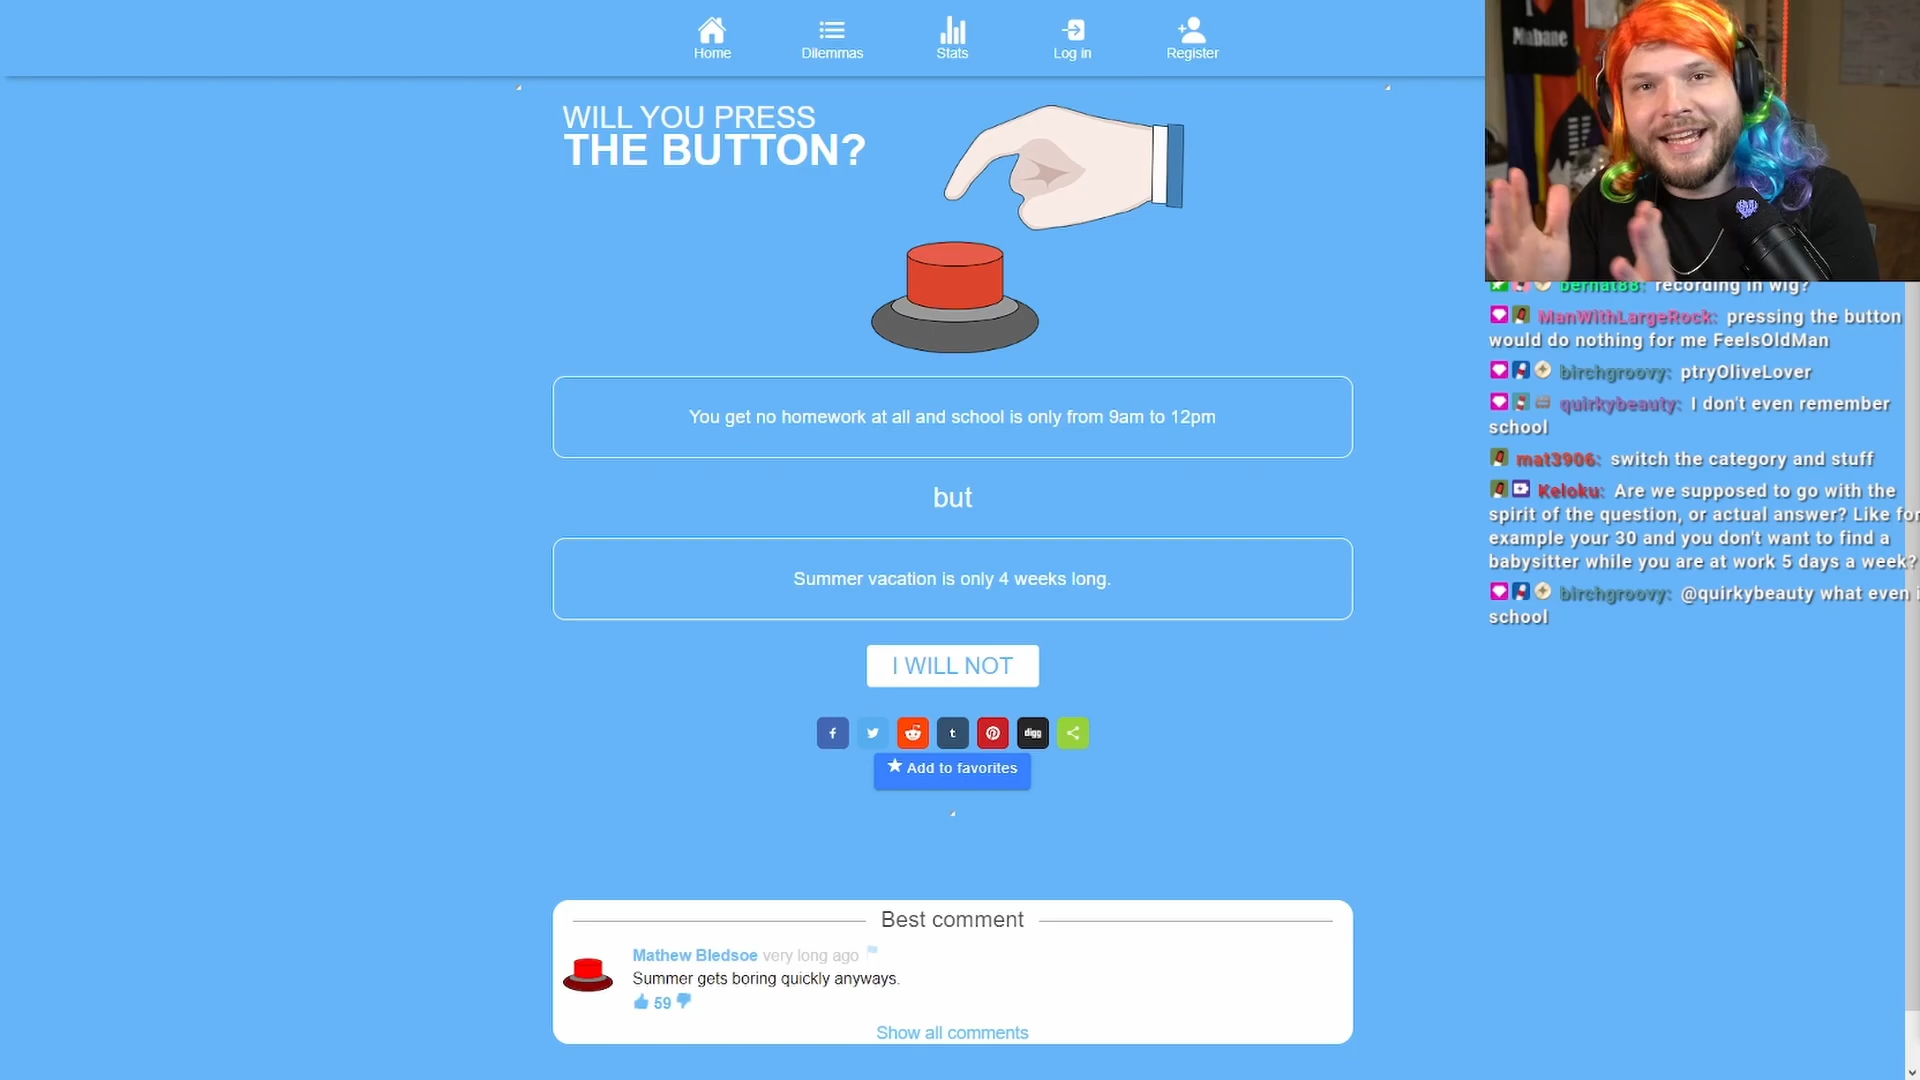 Home
Dilemmas
Stats
Log in
Register
Mabane
WILL YOU PRESS
THE BUTTON?
You get no homework at all and school is only from 9am to 12pm
but
Summer vacation is only 4 weeks long.
I WILL NOT
f
t
digg
Add to favorites
Best comment
Mathew Bledsoe very long ago
Summer gets boring quickly anyways.
59
Show all comments
bernat88: recording in wig?
ManWithLargeRock: pressing the button
would do nothing for me FeelsOldMan
birchgroovy: ptryOliveLover
quirkybeauty: I don't even remember
school
mat3906: switch the category and stuff
Keloku: Are we supposed to go with the
spirit of the question, or actual answer? Like for
example your 30 and you don't want to find a
babysitter while you are at work 5 days a week?
birchgroovy: @quirkybeauty what even i
school